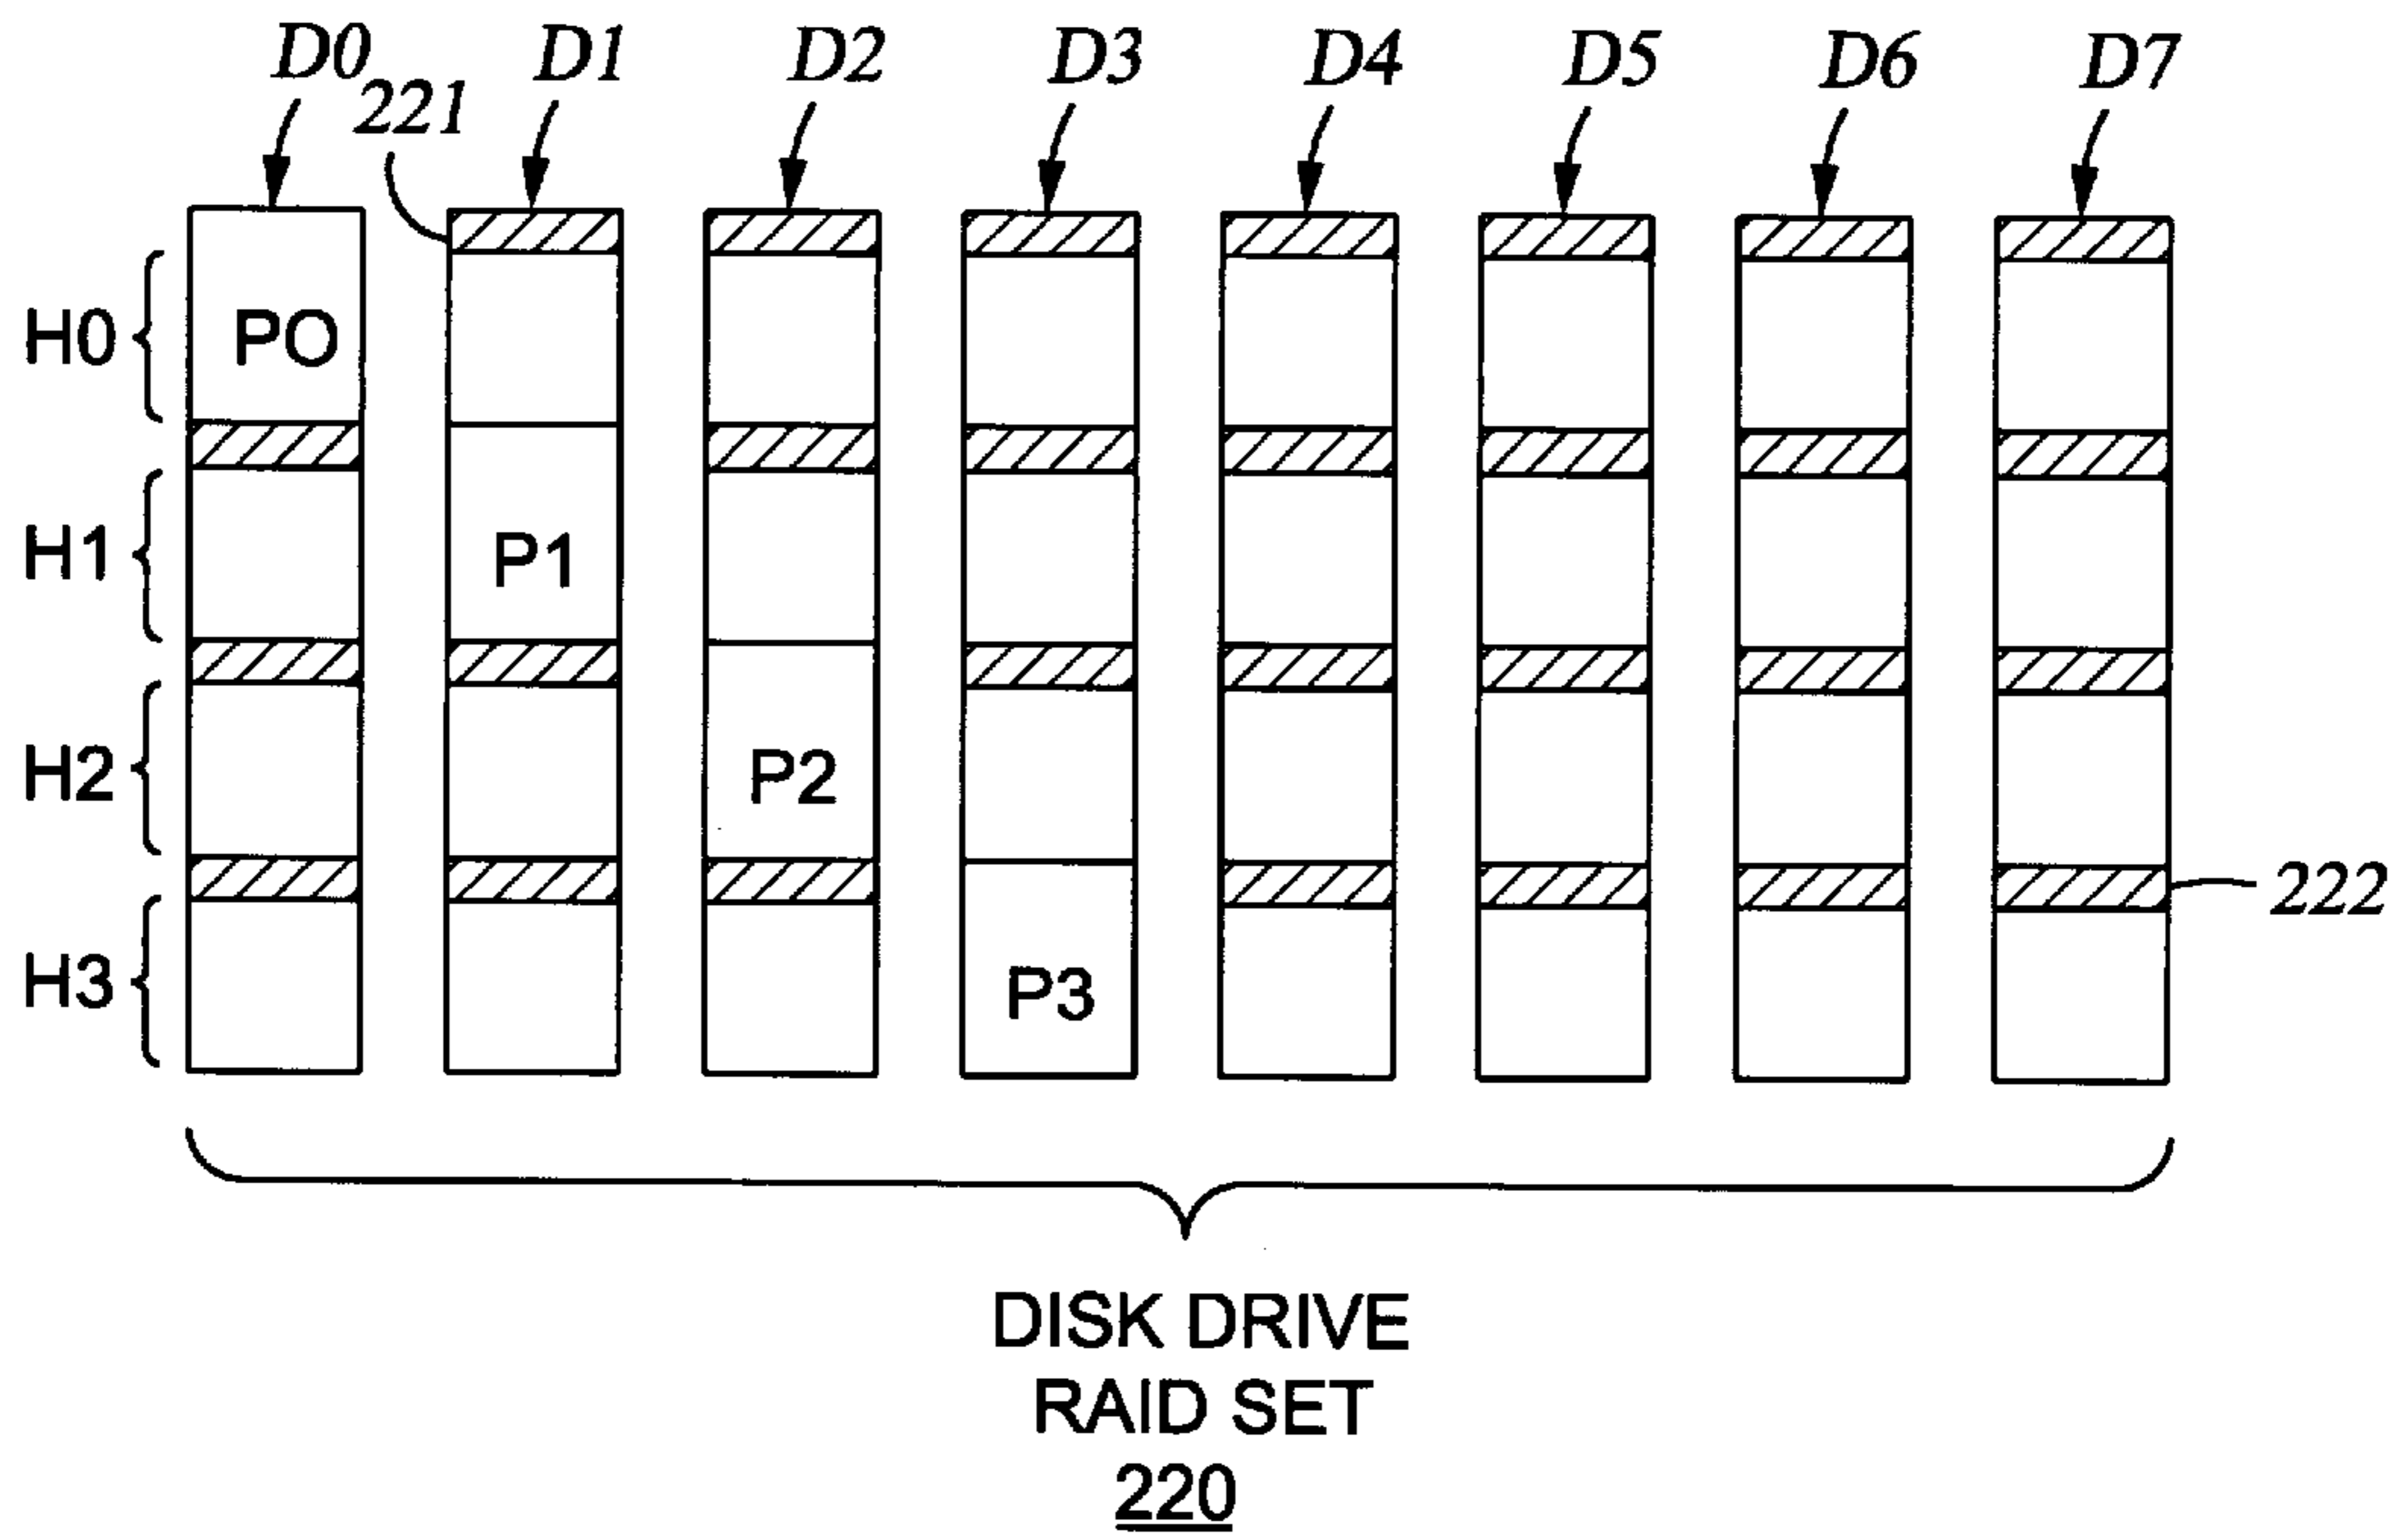 D0 D1 D2 D3 D4 D5 D6 D7
221
H0 PO
H1 P1
H2 P2
222
H3 P3
DISK DRIVE
RAID SET
220